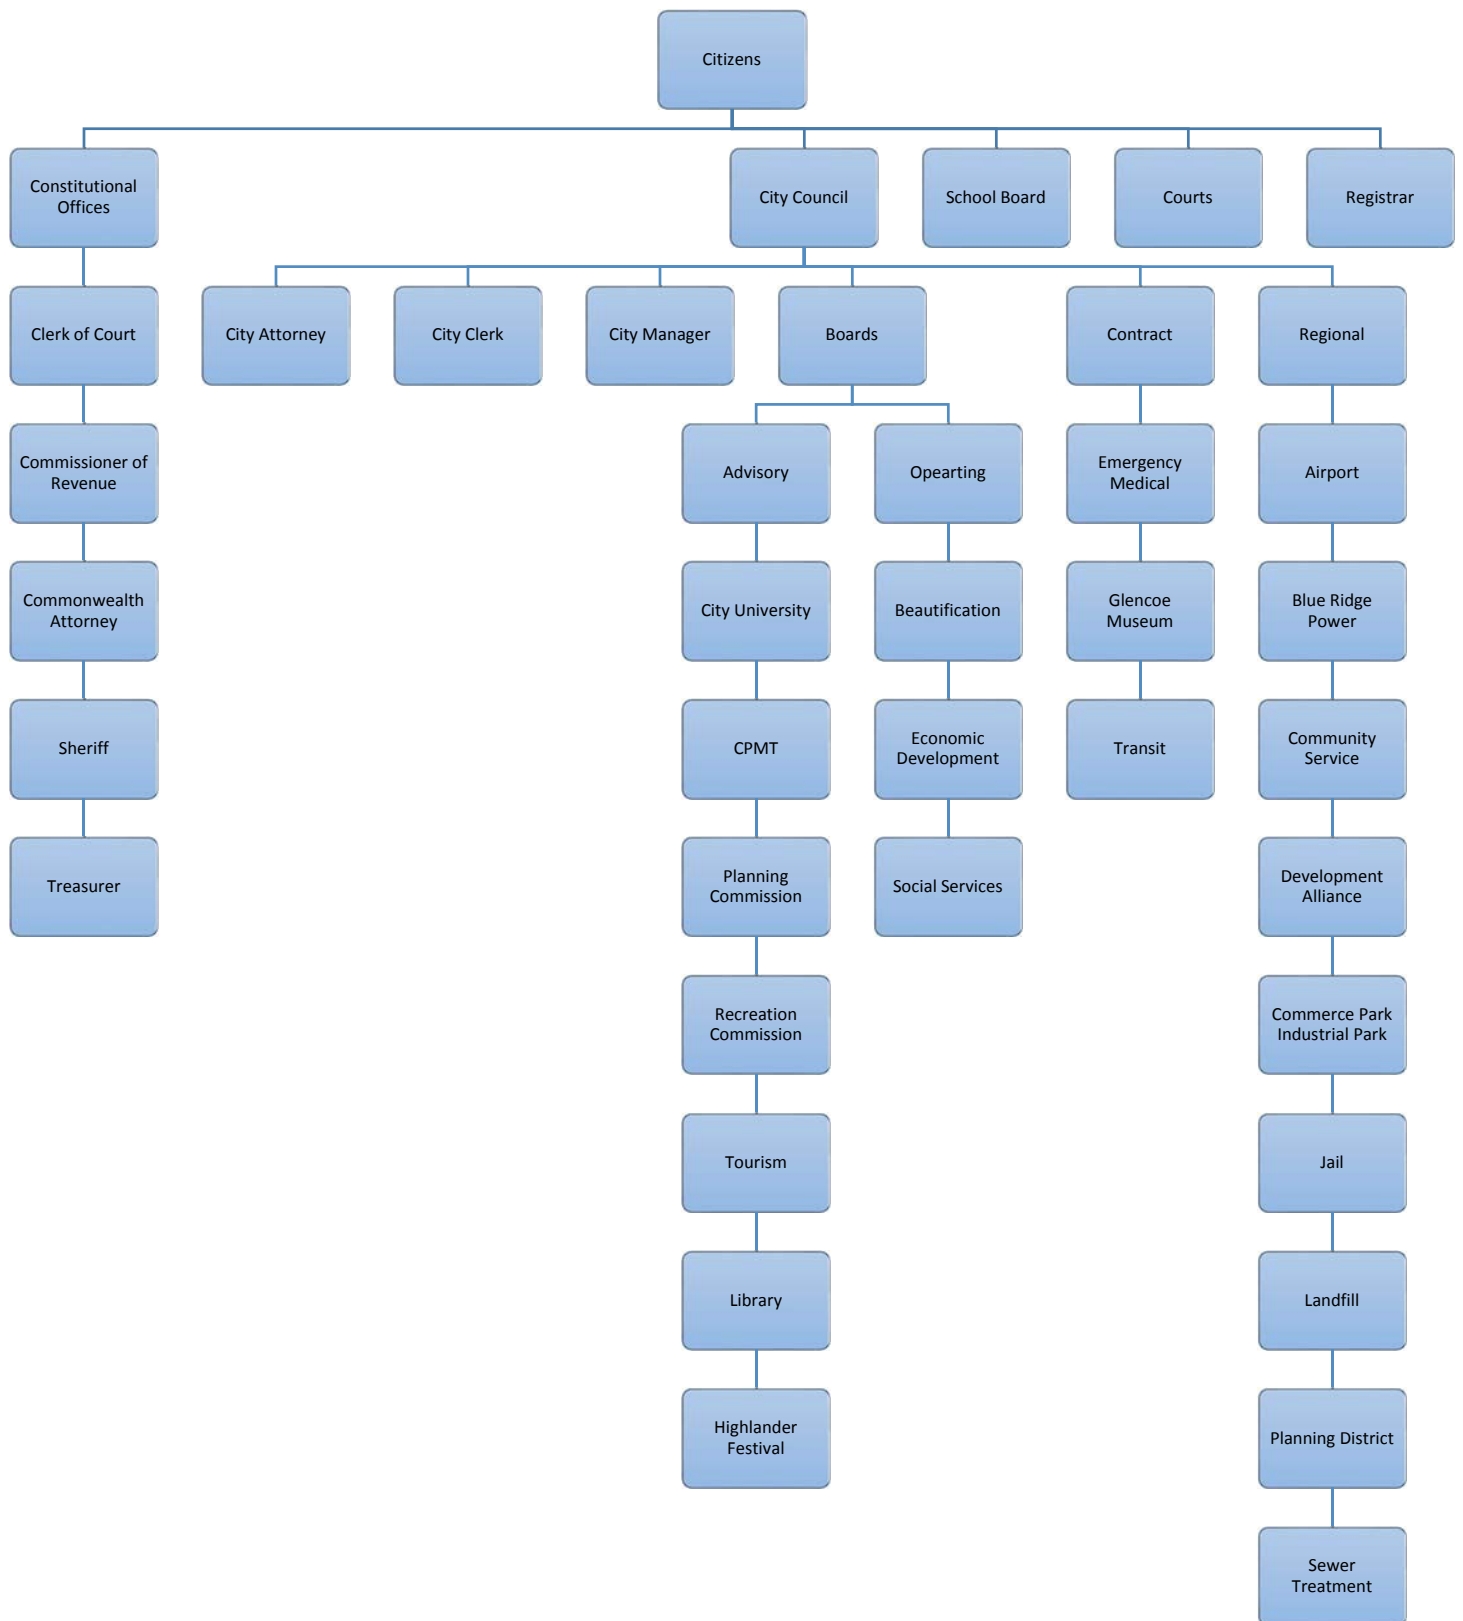 Citizens
Constitutional
Offices
City Council
School Board
Courts
Registrar
Clerk of Court
City Attorney
City Clerk
City Manager
Boards
Contract
Regional
Commissioner of
Revenue
Advisory
Opearting
Emergency
Medical
Airport
Commonwealth
Attorney
City University
Beautification
Glencoe
Museum
Blue Ridge
Power
Sheriff
CPMT
Economic
Development
Transit
Community
Service
Treasurer
Planning
Commission
Social Services
Development
Alliance
Recreation
Commission
Commerce Park
Industrial Park
Tourism
Jail
Library
Landfill
Highlander
Festival
Planning District
Sewer
Treatment